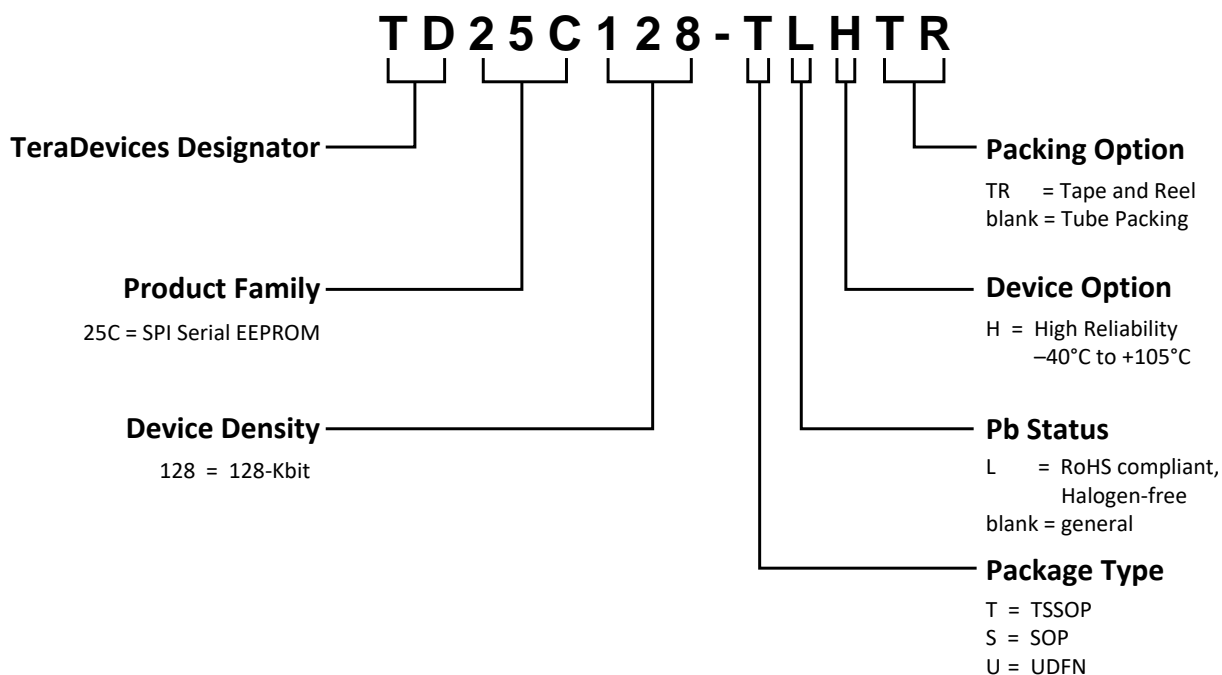 TD25C128-TLHTR
TeraDevices Designator
Product Family
25C = SPI Serial EEPROM
Device Density
128 = 128-Kbit
Packing Option
TR = Tape and Reel
blank = Tube Packing
Device Option
H = High Reliability
–40°C to +105°C
Pb Status
L = RoHS compliant,
Halogen-free
blank = general
Package Type
T = TSSOP
S = SOP
U = UDFN